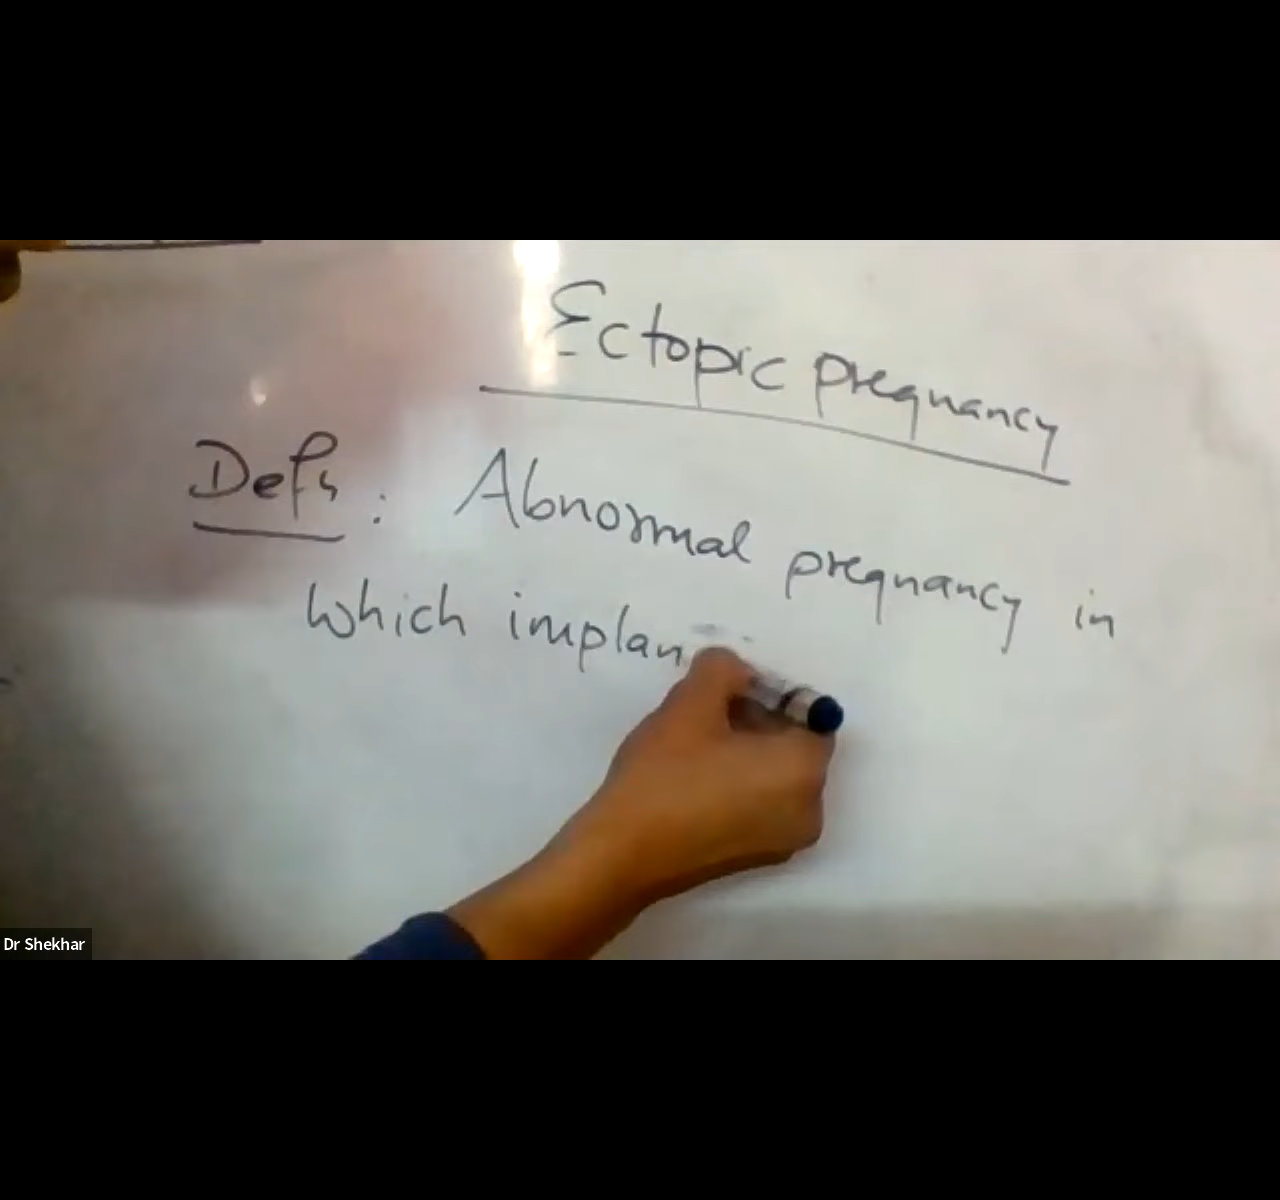 Ectopic pregnancy
Defn: Abnormal pregnancy in
which implan
Dr Shekhar